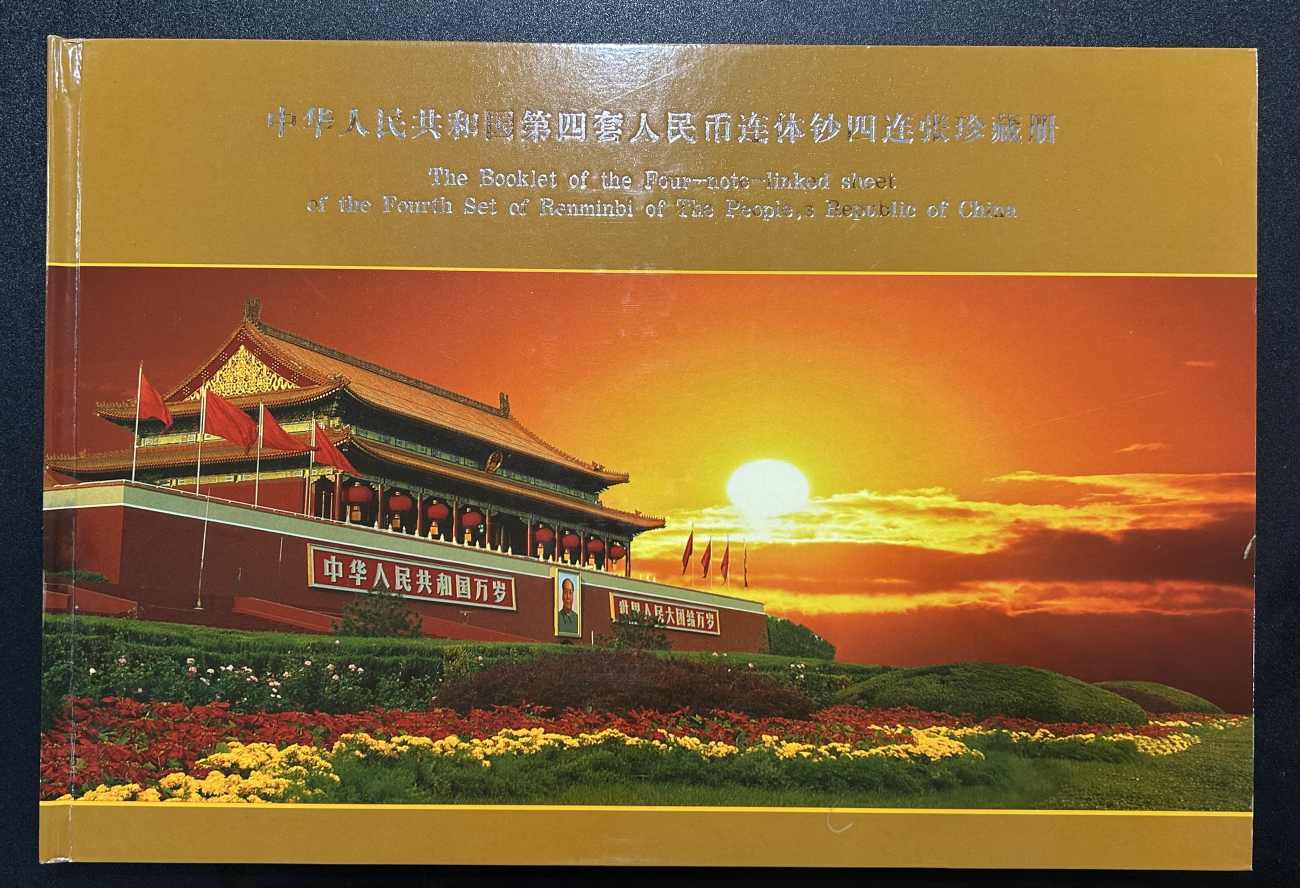 中华人民共和国第四套人民币连体钞四连张珍藏册
The Booklet of the Four-note-linked sheet
of the Fourth Set of Renminbi of The People,s Republic of China
中华人民共和国万岁
世界人民大团结万岁